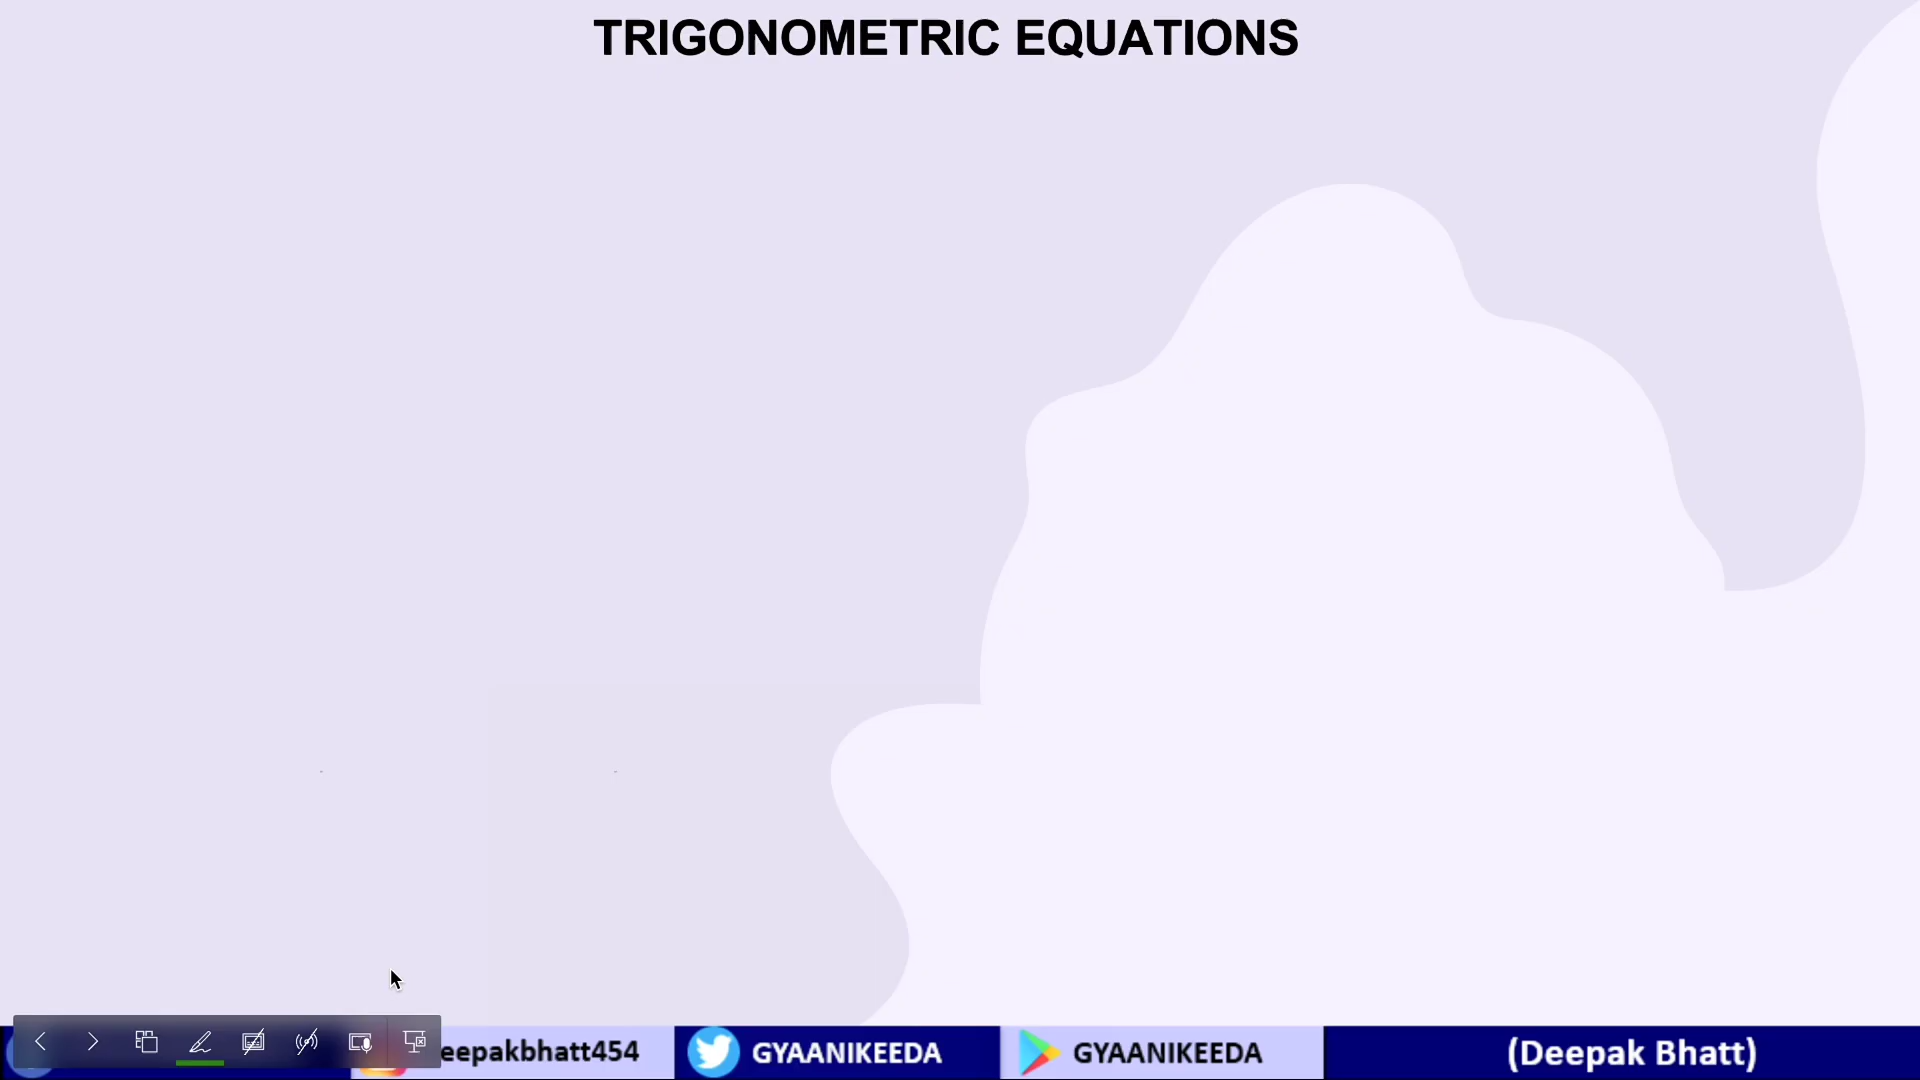 TRIGONOMETRIC EQUATIONS
eepakbhatt454
GYAANIKEEDA
GYAANIKEEDA
(Deepak Bhatt)